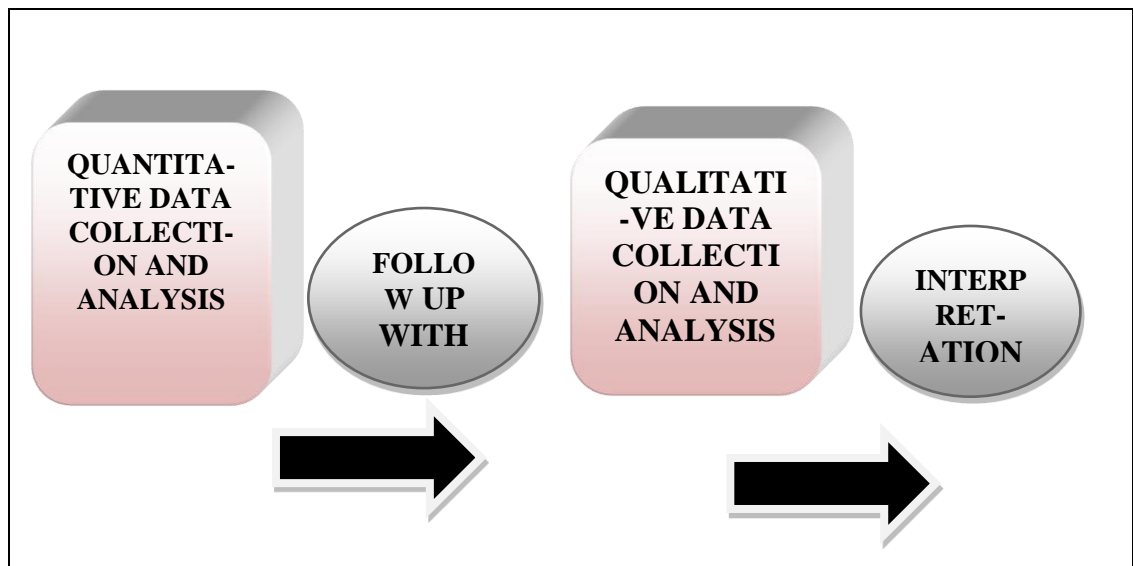 QUANTITA-
TIVE DATA
COLLECTI-
ON AND
ANALYSIS
FOLLO
W UP
WITH
QUALITATI
-VE DATA
COLLECTI
ON AND
ANALYSIS
INTERP
RET-
ATION